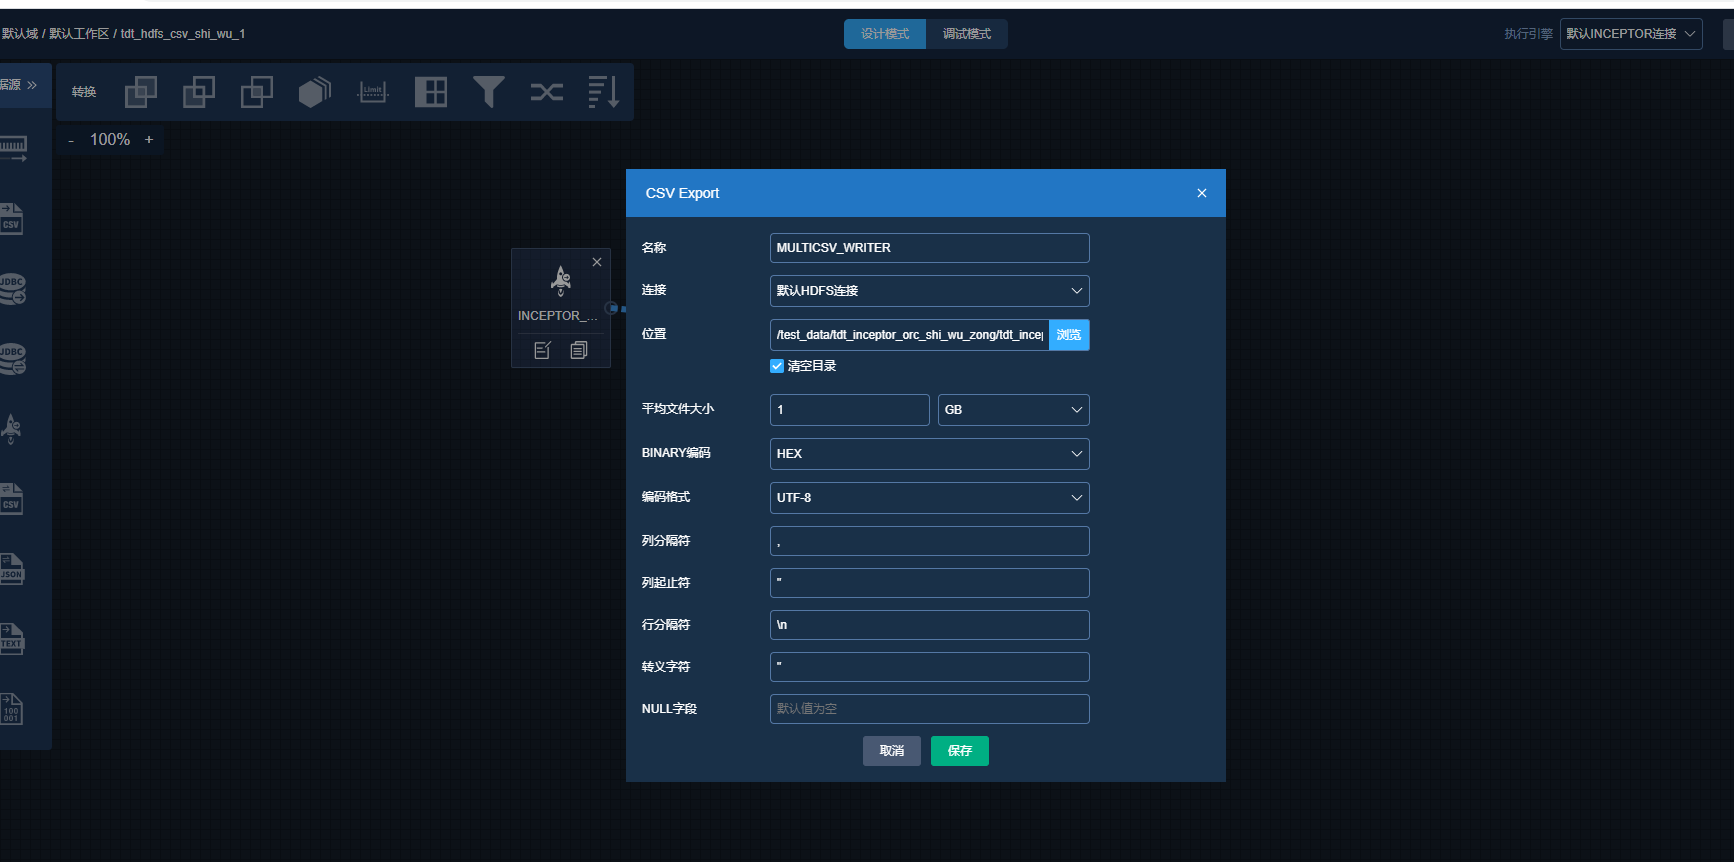 默认域 / 默认工作区 / tdt_hdfs_csv_shi_wu_1
设计模式 调试模式
执行引擎 默认INCEPTOR连接
据源 »
转换 Limit
- 100% +
CSV
JDBC
JDBC
CSV
JSON
TEXT
100
001
INCEPTOR_...
CSV Export ×
名称 MULTICSV_WRITER
连接 默认HDFS连接
位置 /test_data/tdt_inceptor_orc_shi_wu_zong/tdt_incep 浏览
清空目录
平均文件大小 1 GB
BINARY编码 HEX
编码格式 UTF-8
列分隔符 ,
列起止符 "
行分隔符 \n
转义字符 "
NULL字段 默认值为空
取消 保存